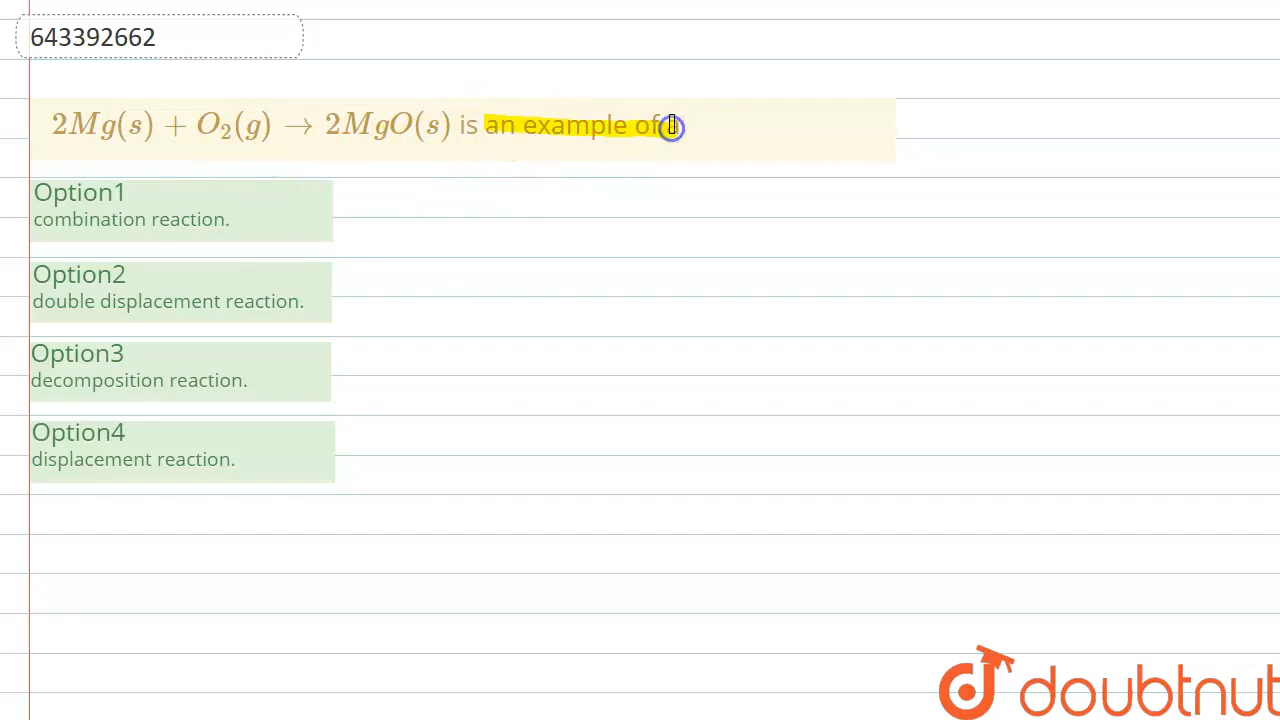 643392662
2Mg(s) + O₂(g) → 2MgO(s) is an example of
Option1
combination reaction.
Option2
double displacement reaction.
Option3
decomposition reaction.
Option4
displacement reaction.
doubtnut